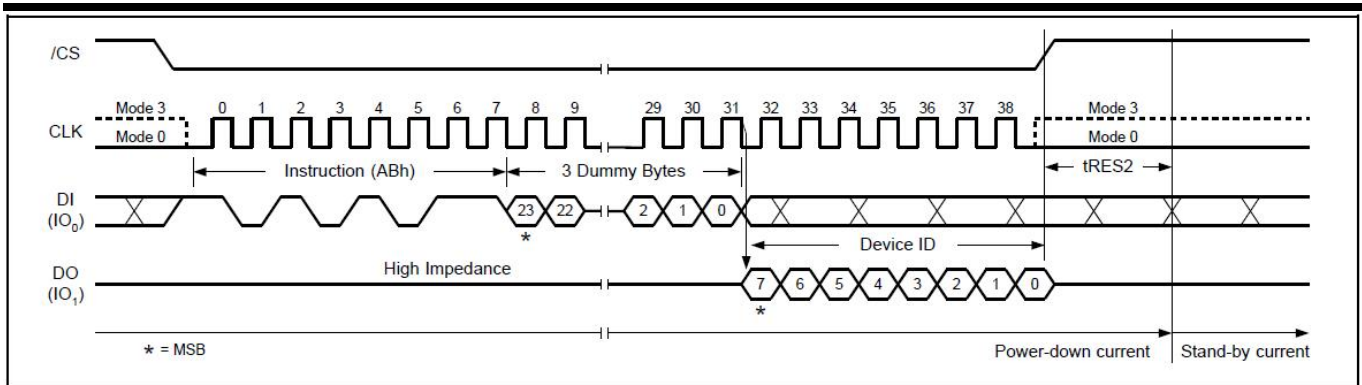 /CS
Mode 3 0 1 2 3 4 5 6 7 8 9 29 30 31 32 33 34 35 36 37 38 Mode 3
CLK Mode 0 Mode 0
Instruction (ABh) 3 Dummy Bytes tRES2
DI
(IO0) 23 22 2 1 0
*
Device ID
DO High Impedance
(IO1) 7 6 5 4 3 2 1 0
*
* = MSB Power-down current Stand-by current